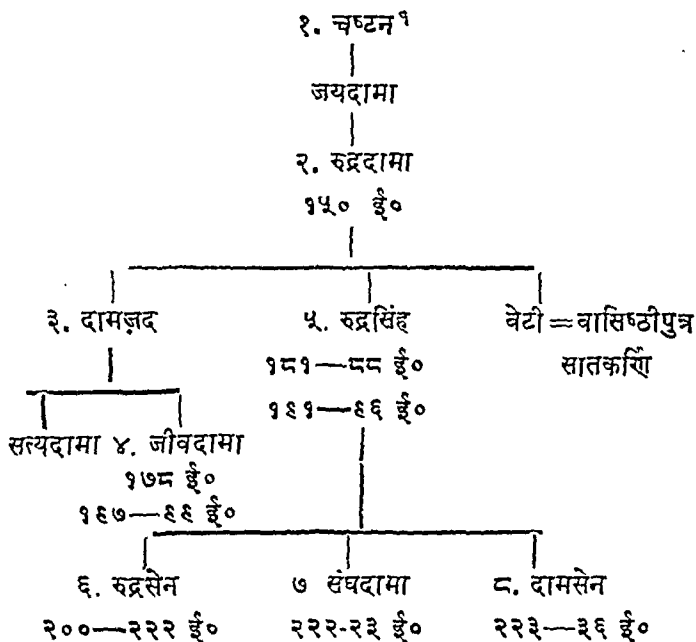 १. चष्टन १
जयदामा
२. रुद्रदामा
१५० ई०
३. दामज़द ५. रुद्रसिंह बेटी = वासिष्ठीपुत्र
१८१—८८ ई० सातकर्णि
१९१—९६ ई०
सत्यदामा ४. जीवदामा
१७८ ई०
१९७—९९ ई०
६. रुद्रसेन ७ संघदामा ८. दामसेन
२००—२२२ ई० २२२-२३ ई० २२३—३६ ई०